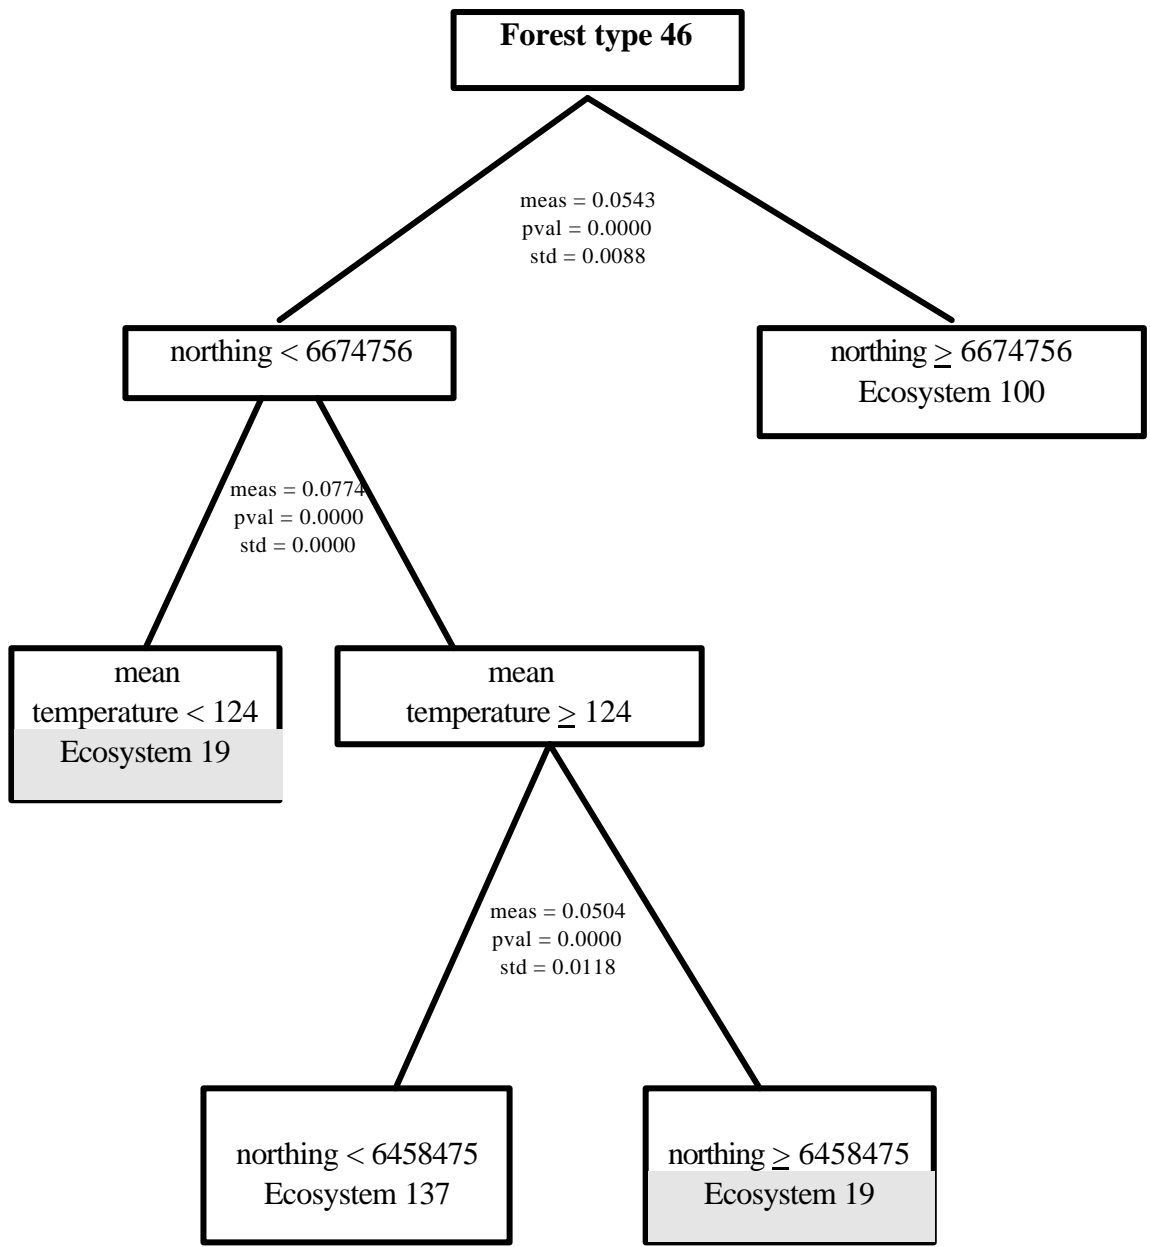 Forest type 46
meas = 0.0543
pval = 0.0000
std = 0.0088
northing < 6674756
northing ≥ 6674756
Ecosystem 100
meas = 0.0774
pval = 0.0000
std = 0.0000
mean
temperature < 124
Ecosystem 19
mean
temperature ≥ 124
meas = 0.0504
pval = 0.0000
std = 0.0118
northing < 6458475
Ecosystem 137
northing ≥ 6458475
Ecosystem 19